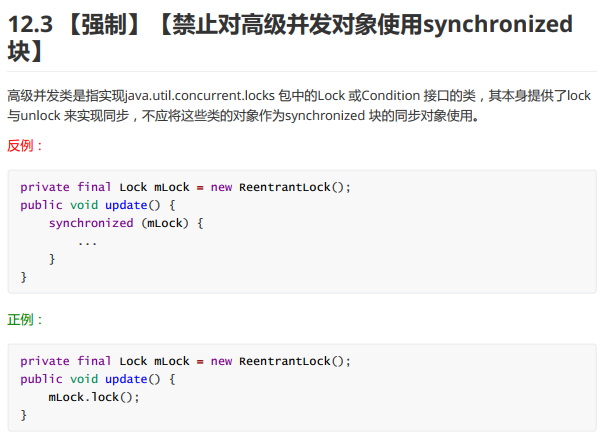 12.3 【强制】【禁止对高级并发对象使用synchronized
块】
高级并发类是指实现java.util.concurrent.locks 包中的Lock 或Condition 接口的类，其本身提供了lock
与unlock 来实现同步，不应将这些类的对象作为synchronized 块的同步对象使用。
反例：
private final Lock mLock = new ReentrantLock();
public void update() {
    synchronized (mLock) {
        ...
    }
}
正例：
private final Lock mLock = new ReentrantLock();
public void update() {
    mLock.lock();
}